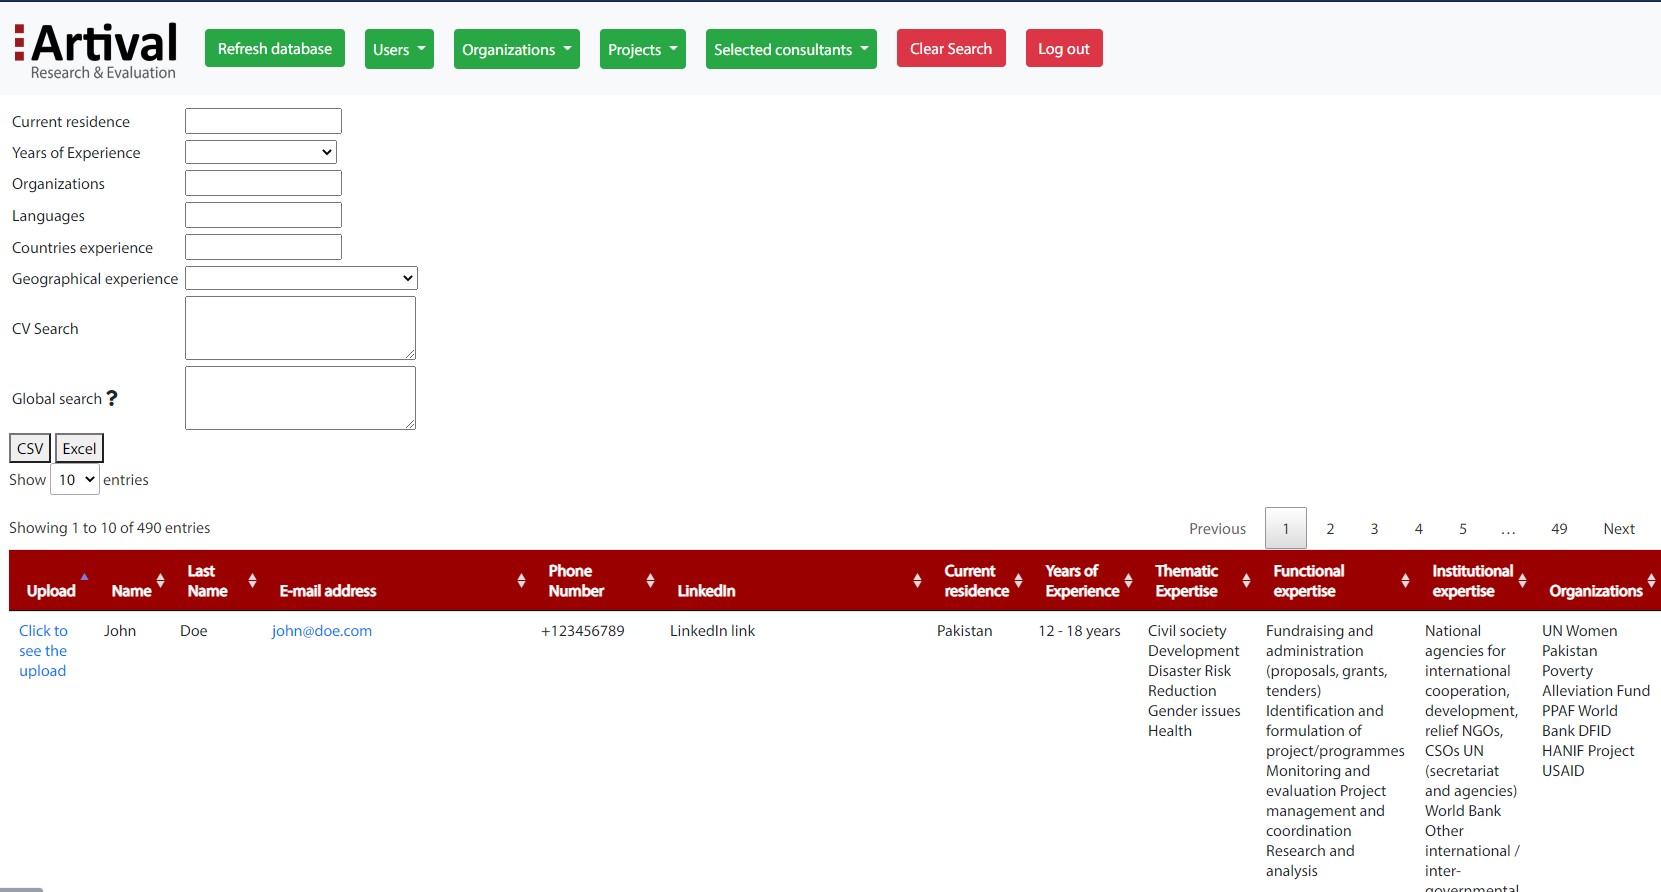 Artival
Research & Evaluation
Refresh database
Users
Organizations
Projects
Selected consultants
Clear Search
Log out
Current residence
Years of Experience
Organizations
Languages
Countries experience
Geographical experience
CV Search
Global search ?
CSV Excel
Show 10 entries
Showing 1 to 10 of 490 entries
Previous 1 2 3 4 5 ... 49 Next
Upload
Name
Last
Name
E-mail address
Phone
Number
LinkedIn
Current
residence
Years of
Experience
Thematic
Expertise
Functional
expertise
Institutional
expertise
Organizations
Click to
see the
upload
John
Doe
john@doe.com
+123456789
LinkedIn link
Pakistan
12 - 18 years
Civil society
Development
Disaster Risk
Reduction
Gender issues
Health
Fundraising and
administration
(proposals, grants,
tenders)
Identification and
formulation of
project/programmes
Monitoring and
evaluation Project
management and
coordination
Research and
analysis
National
agencies for
international
cooperation,
development,
relief NGOs,
CSOs UN
(secretariat
and agencies)
World Bank
Other
international /
inter-
governmental
UN Women
Pakistan
Poverty
Alleviation Fund
PPAF World
Bank DFID
HANIF Project
USAID